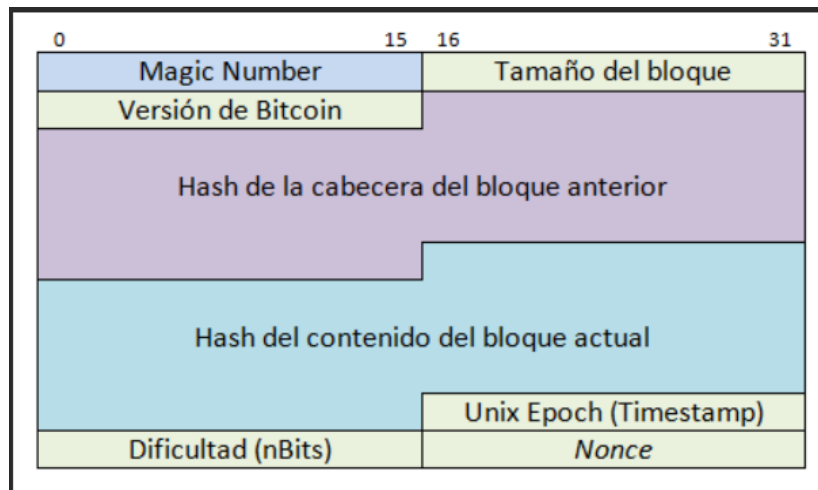 0 15 16 31
Magic Number Tamaño del bloque
Versión de Bitcoin
Hash de la cabecera del bloque anterior
Hash del contenido del bloque actual
Unix Epoch (Timestamp)
Dificultad (nBits) Nonce